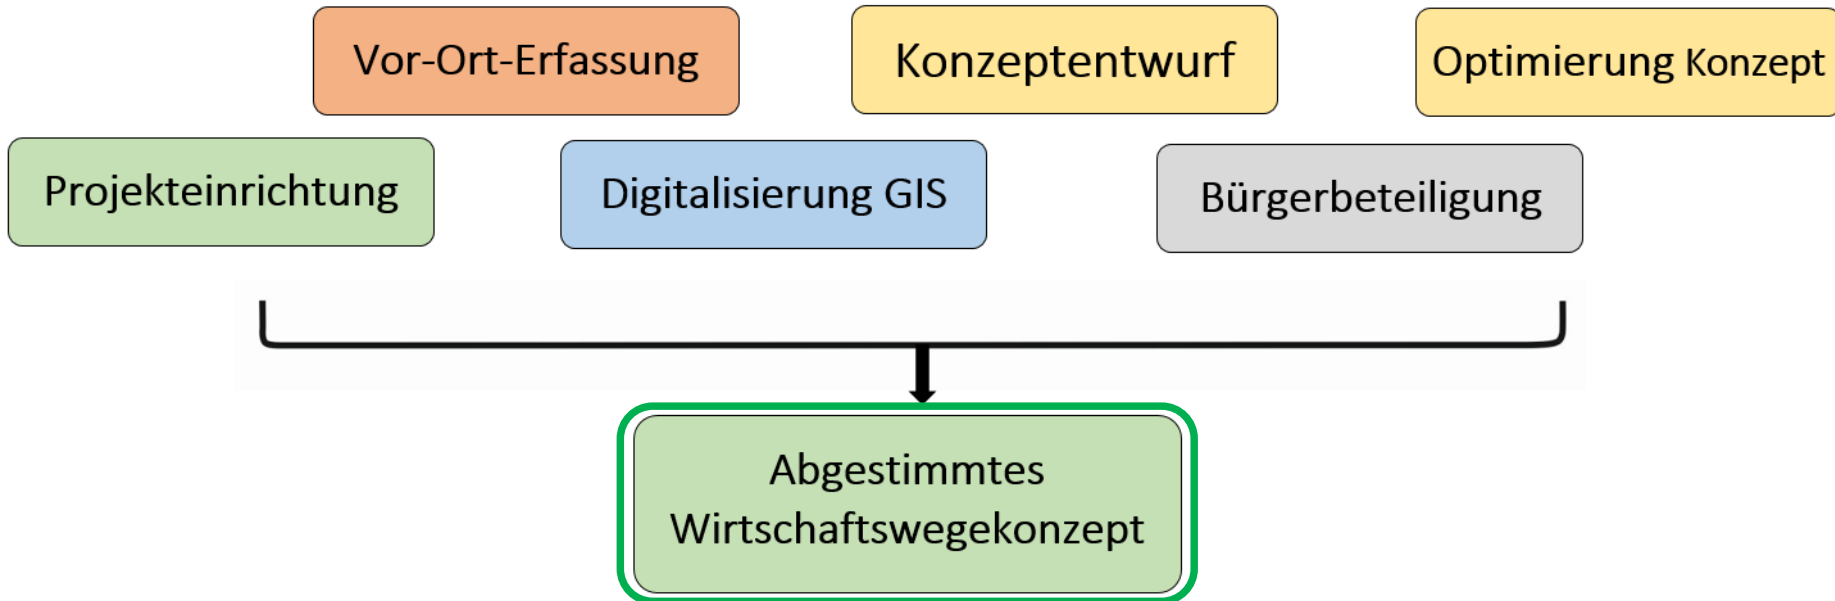 Vor-Ort-Erfassung
Konzeptentwurf
Optimierung Konzept
Projekteinrichtung
Digitalisierung GIS
Bürgerbeteiligung
Abgestimmtes
Wirtschaftswegekonzept